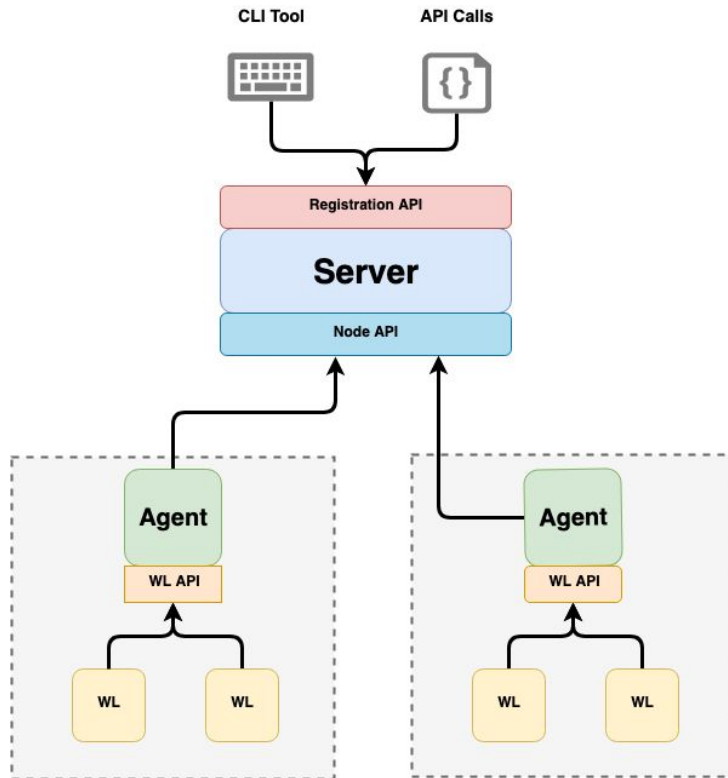 CLI Tool
API Calls
{}
Registration API
Server
Node API
Agent
Agent
WL API
WL API
WL
WL
WL
WL